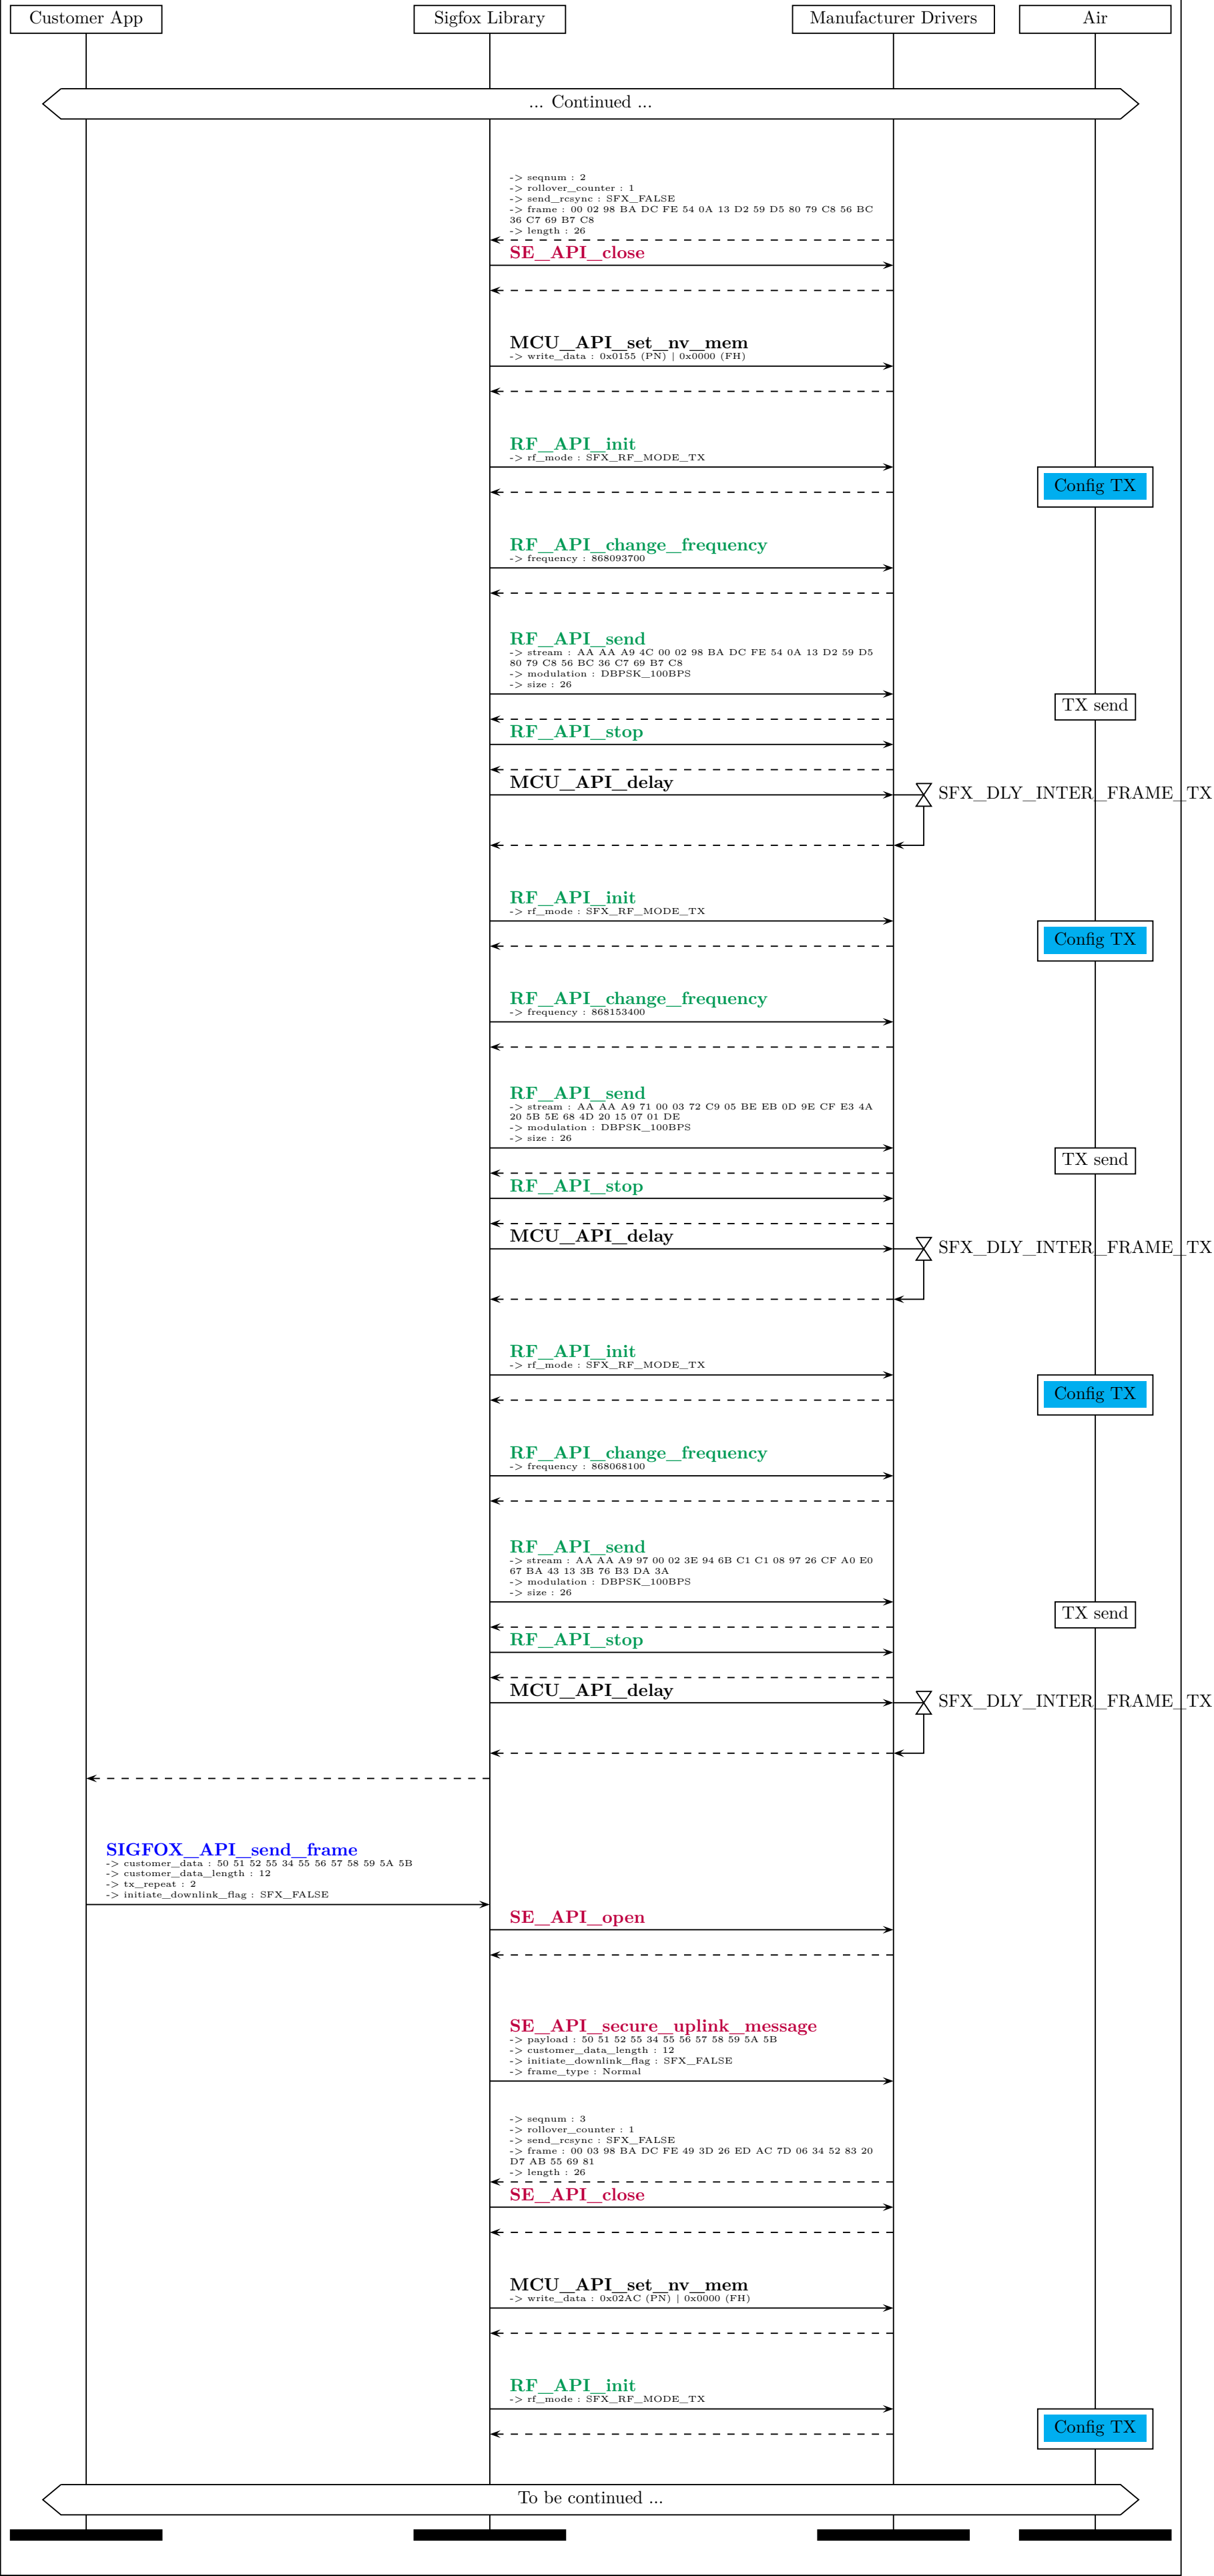 Customer App
Sigfox Library
Manufacturer Drivers
Air
... Continued ...
-> seqnum : 2
-> rollover_counter : 1
-> send_rcsync : SFX_FALSE
-> frame : 00 02 98 BA DC FE 54 0A 13 D2 59 D5 80 79 C8 56 BC
36 C7 69 B7 C8
-> length : 26
SE_API_close
MCU_API_set_nv_mem
-> write_data : 0x0155 (PN) | 0x0000 (FH)
RF_API_init
-> rf_mode : SFX_RF_MODE_TX
Config TX
RF_API_change_frequency
-> frequency : 868093700
RF_API_send
-> stream : AA AA A9 4C 00 02 98 BA DC FE 54 0A 13 D2 59 D5
80 79 C8 56 BC 36 C7 69 B7 C8
-> modulation : DBPSK_100BPS
-> size : 26
TX send
RF_API_stop
MCU_API_delay
SFX_DLY_INTER_FRAME_TX
RF_API_init
-> rf_mode : SFX_RF_MODE_TX
Config TX
RF_API_change_frequency
-> frequency : 868153400
RF_API_send
-> stream : AA AA A9 71 00 03 72 C9 05 BE EB 0D 9E CF E3 4A
20 5B 5E 68 4D 20 15 07 01 DE
-> modulation : DBPSK_100BPS
-> size : 26
TX send
RF_API_stop
MCU_API_delay
SFX_DLY_INTER_FRAME_TX
RF_API_init
-> rf_mode : SFX_RF_MODE_TX
Config TX
RF_API_change_frequency
-> frequency : 868068100
RF_API_send
-> stream : AA AA A9 97 00 02 3E 94 6B C1 C1 08 97 26 CF A0 E0
67 BA 43 13 3B 76 B3 DA 3A
-> modulation : DBPSK_100BPS
-> size : 26
TX send
RF_API_stop
MCU_API_delay
SFX_DLY_INTER_FRAME_TX
SIGFOX_API_send_frame
-> customer_data : 50 51 52 55 34 55 56 57 58 59 5A 5B
-> customer_data_length : 12
-> tx_repeat : 2
-> initiate_downlink_flag : SFX_FALSE
SE_API_open
SE_API_secure_uplink_message
-> payload : 50 51 52 55 34 55 56 57 58 59 5A 5B
-> customer_data_length : 12
-> initiate_downlink_flag : SFX_FALSE
-> frame_type : Normal
-> seqnum : 3
-> rollover_counter : 1
-> send_rcsync : SFX_FALSE
-> frame : 00 03 98 BA DC FE 49 3D 26 ED AC 7D 06 34 52 83 20
D7 AB 55 69 81
-> length : 26
SE_API_close
MCU_API_set_nv_mem
-> write_data : 0x02AC (PN) | 0x0000 (FH)
RF_API_init
-> rf_mode : SFX_RF_MODE_TX
Config TX
To be continued ...